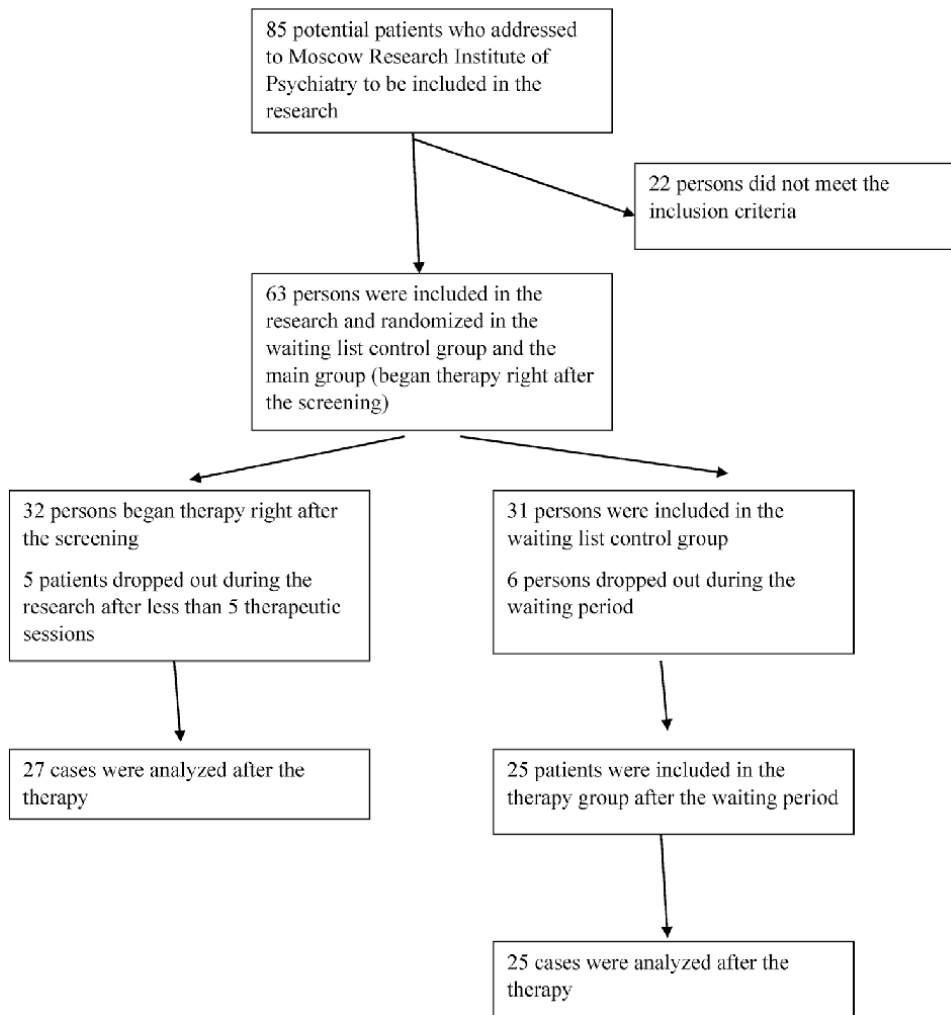 85 potential patients who addressed
to Moscow Research Institute of
Psychiatry to be included in the
research
22 persons did not meet the
inclusion criteria
63 persons were included in the
research and randomized in the
waiting list control group and the
main group (began therapy right after
the screening)
32 persons began therapy right after
the screening
5 patients dropped out during the
research after less than 5 therapeutic
sessions
31 persons were included in the
waiting list control group
6 persons dropped out during the
waiting period
27 cases were analyzed after the
therapy
25 patients were included in the
therapy group after the waiting period
25 cases were analyzed after the
therapy